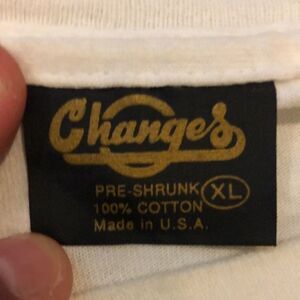 Changes
PRE-SHRUNK XL
100% COTTON
Made in U.S.A.